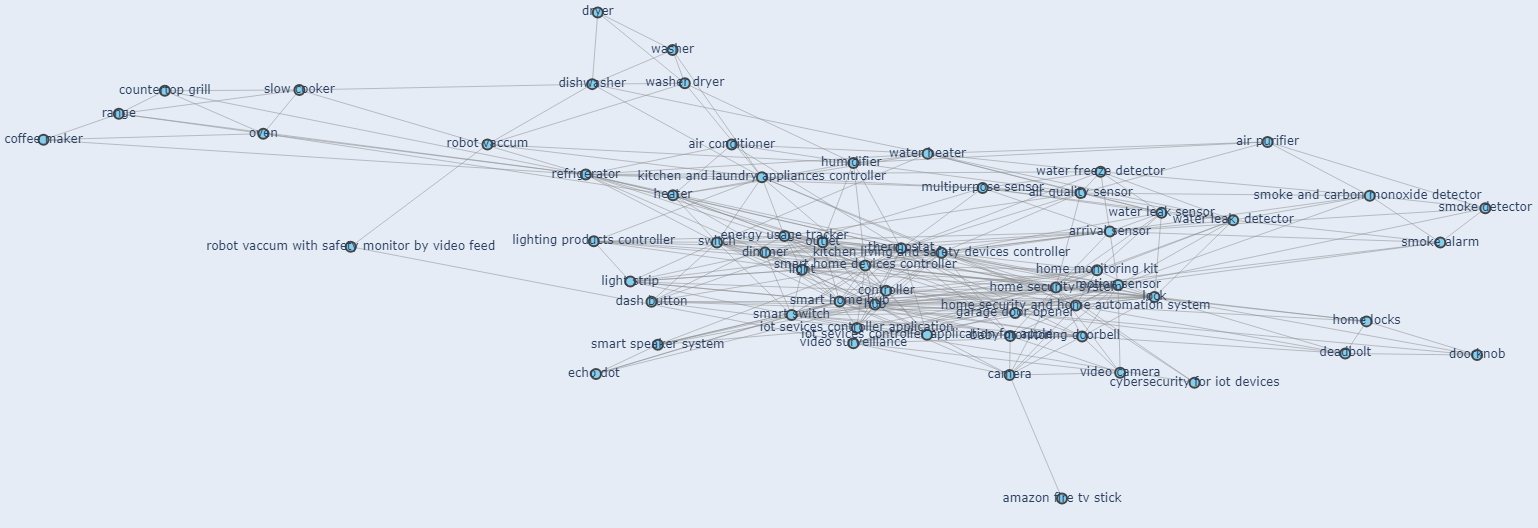 dryer
washer
dishwasher
washer dryer
countertop grill
slow cooker
range
oven
coffee maker
robot vaccum
air conditioner
water heater
air purifier
humidifier
refrigerator
kitchen and laundry appliances controller
water freeze detector
heater
multipurpose sensor
air quality sensor
smoke and carbon monoxide detector
water leak sensor
smoke detector
water leak detector
arrival sensor
robot vaccum with safety monitor by video feed
lighting products controller
switch
energy usage tracker
outlet
smoke alarm
thermostat
dimmer
kitchen living and safety devices controller
light
smart home devices controller
home monitoring kit
light strip
controller
home security system
motion sensor
lock
dash button
smart home hub
hub
home security and home automation system
smart switch
garage door opener
home locks
iot sevices controller application
iot sevices controller application for apple
baby monitoring
doorbell
smart speaker system
video surveillance
deadbolt
doorknob
echo dot
camera
video camera
cybersecurity for iot devices
amazon fire tv stick